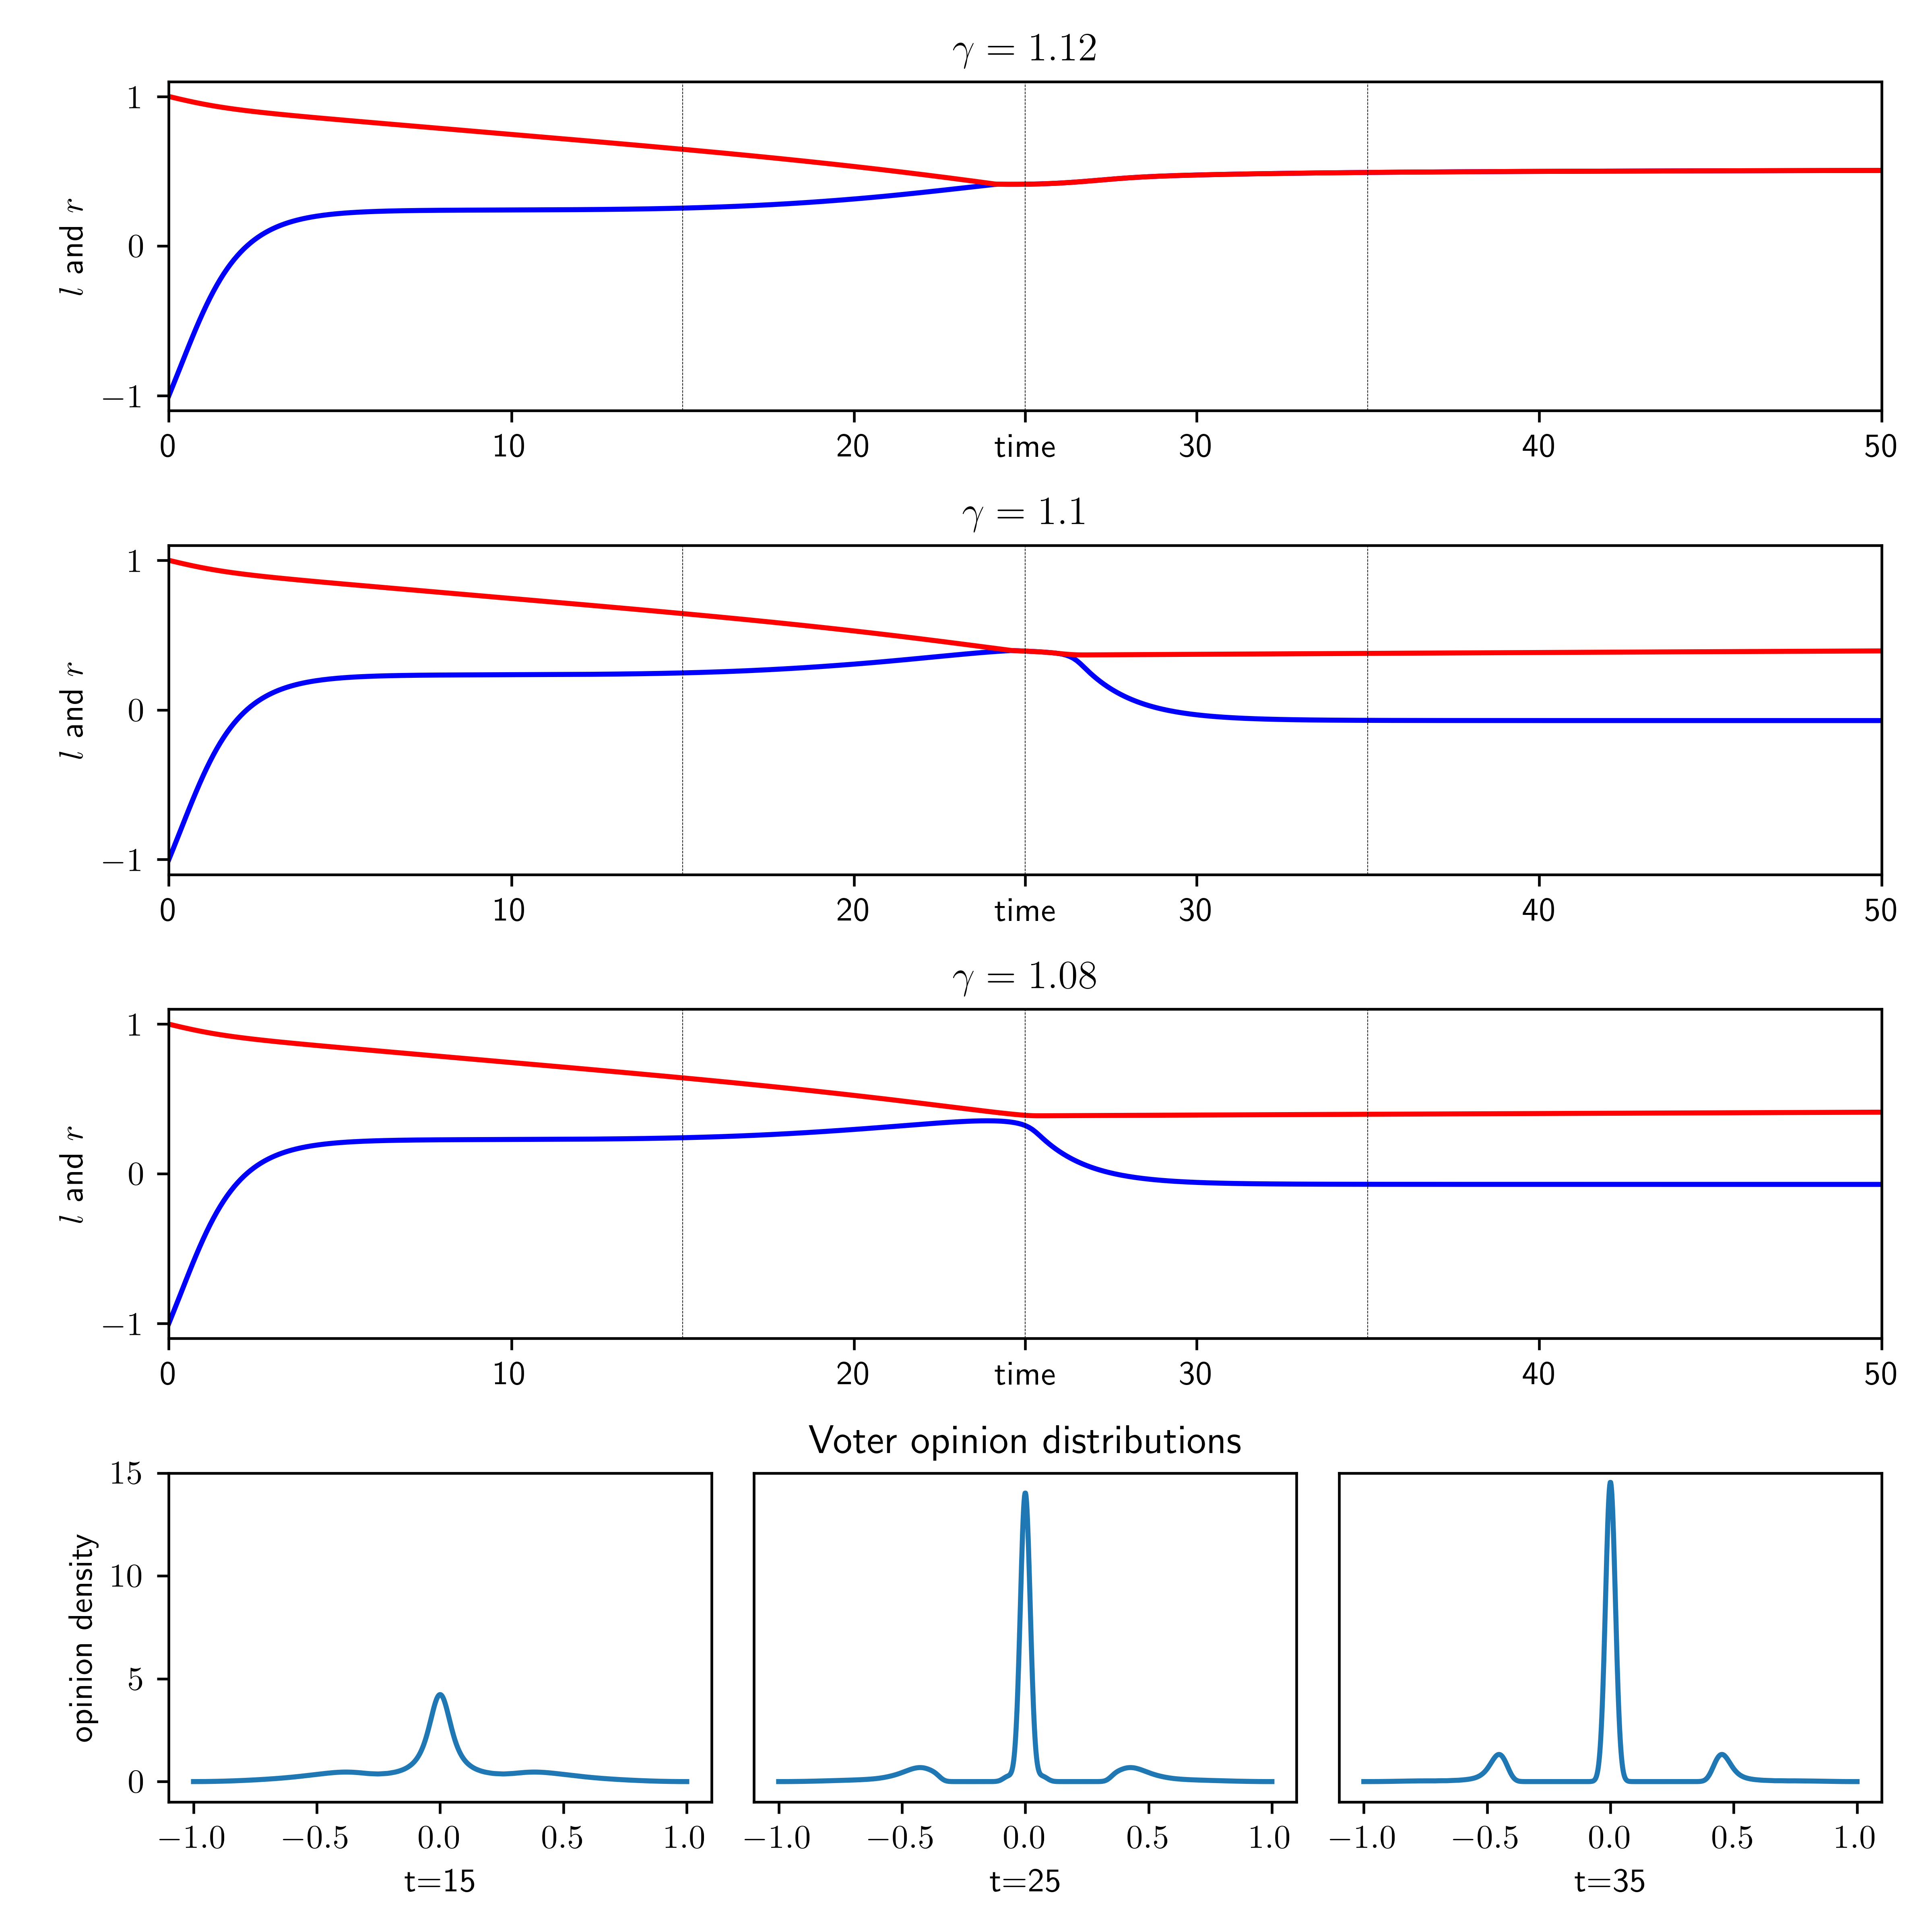 γ = 1.12
1
0
−1
l and r
0 10 20 time 30 40 50
γ = 1.1
1
0
−1
l and r
0 10 20 time 30 40 50
γ = 1.08
1
0
−1
l and r
0 10 20 time 30 40 50
Voter opinion distributions
15
10
5
0
opinion density
−1.0 −0.5 0.0 0.5 1.0 −1.0 −0.5 0.0 0.5 1.0 −1.0 −0.5 0.0 0.5 1.0
t=15 t=25 t=35